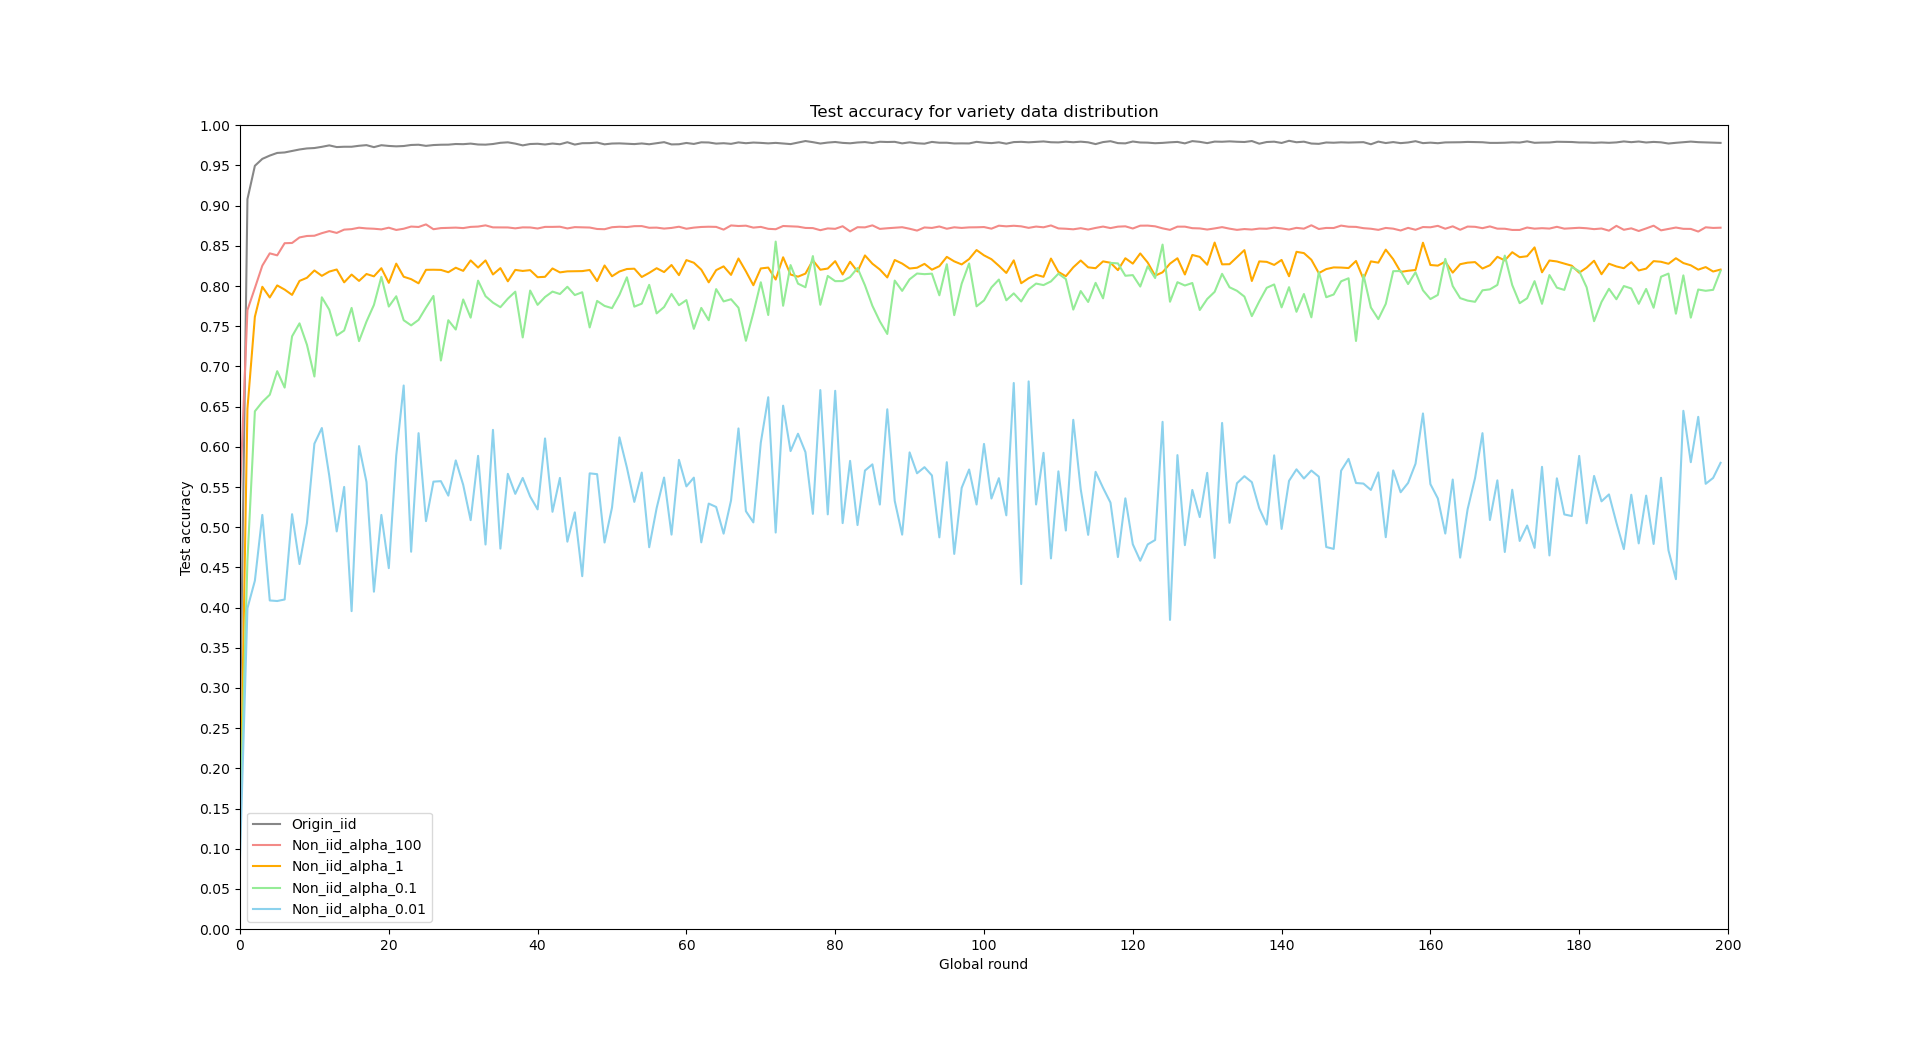 Test accuracy for variety data distribution
1.00
0.95
0.90
0.85
0.80
0.75
0.70
0.65
0.60
0.55
0.50
0.45
0.40
0.35
0.30
0.25
0.20
0.15
0.10
0.05
0.00
Test accuracy
Origin_iid
Non_iid_alpha_100
Non_iid_alpha_1
Non_iid_alpha_0.1
Non_iid_alpha_0.01
0 20 40 60 80 100 120 140 160 180 200
Global round